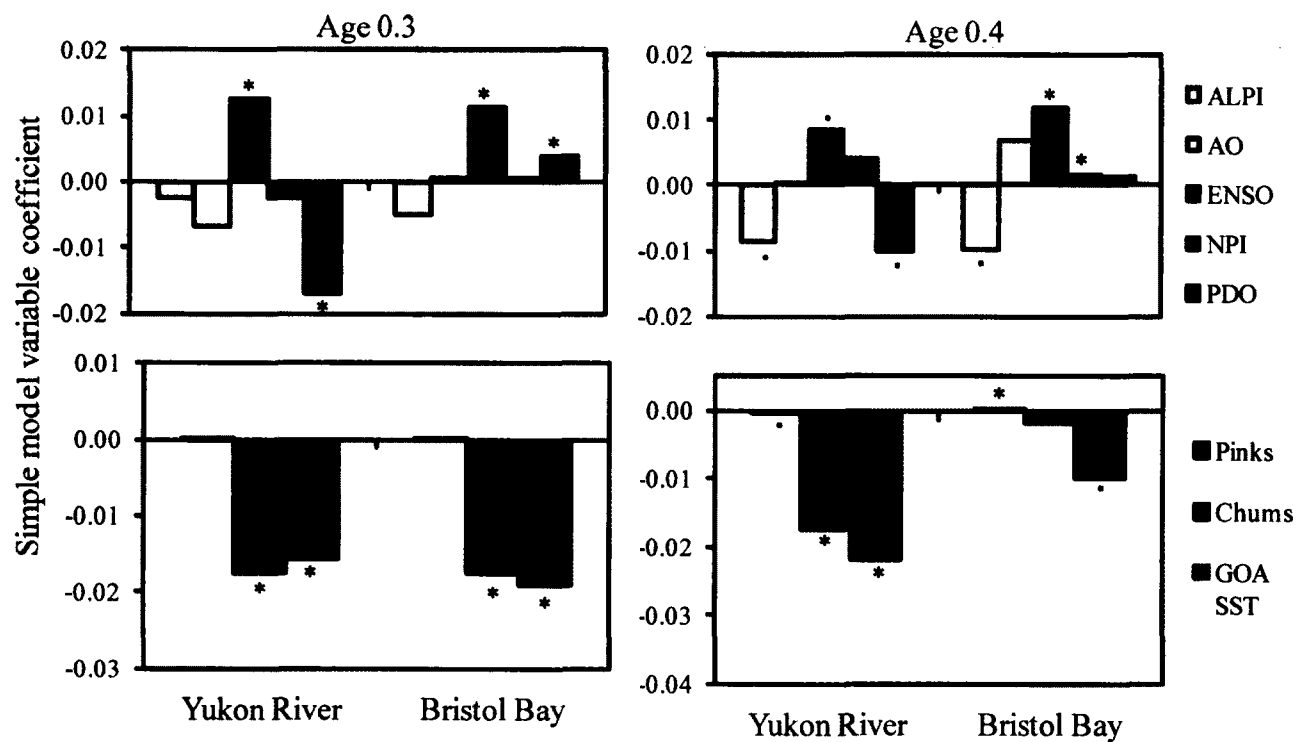 Age 0.3
Age 0.4
Simple model variable coefficient
0.02
0.01
0.00
-0.01
-0.02
0.02
0.01
0.00
-0.01
-0.02
ALPI
AO
ENSO
NPI
PDO
0.01
0.00
-0.01
-0.02
-0.03
0.00
-0.01
-0.02
-0.03
-0.04
Pinks
Chums
GOA
SST
Yukon River
Bristol Bay
Yukon River
Bristol Bay